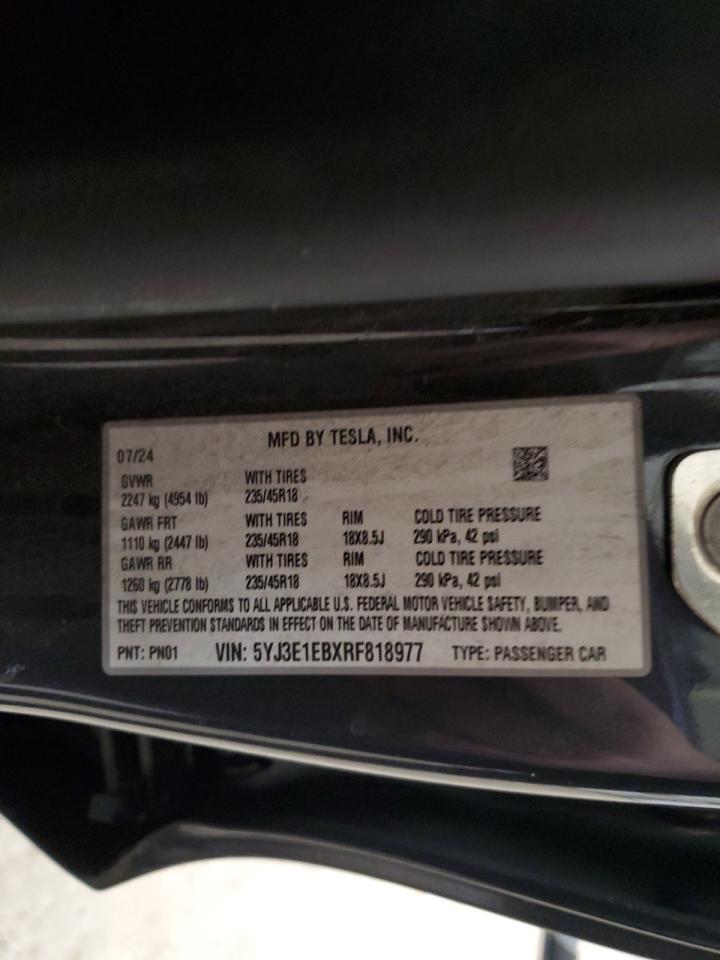 MFD BY TESLA, INC.
07/24
GVWR WITH TIRES
2247 kg (4954 lb) 235/45R18
GAWR FRT WITH TIRES RIM COLD TIRE PRESSURE
1110 kg (2447 lb) 235/45R18 18X8.5J 290 kPa, 42 psi
GAWR RR WITH TIRES RIM COLD TIRE PRESSURE
1260 kg (2778 lb) 235/45R18 18X8.5J 290 kPa, 42 psi
THIS VEHICLE CONFORMS TO ALL APPLICABLE U.S. FEDERAL MOTOR VEHICLE SAFETY, BUMPER, AND
THEFT PREVENTION STANDARDS IN EFFECT ON THE DATE OF MANUFACTURE SHOWN ABOVE.
PNT: PN01 VIN: 5YJ3E1EBXRF818977 TYPE: PASSENGER CAR